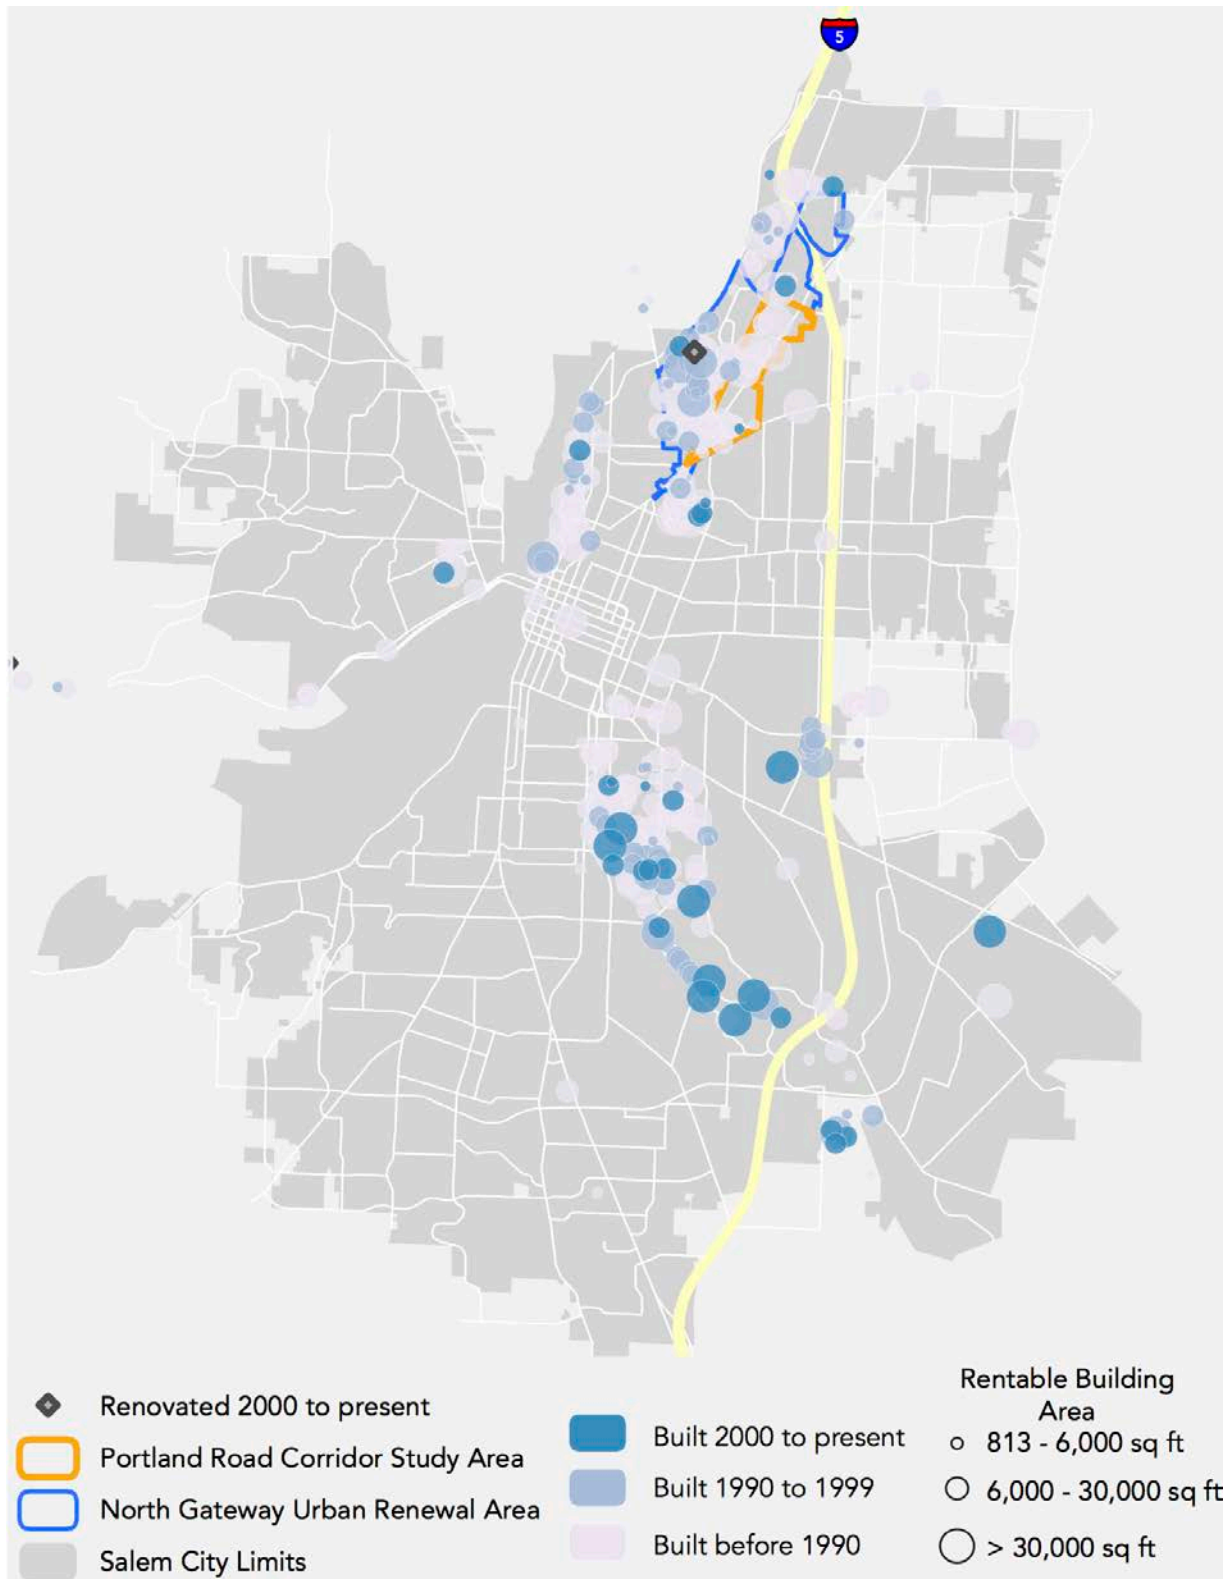 5
Renovated 2000 to present
Portland Road Corridor Study Area
North Gateway Urban Renewal Area
Salem City Limits
Built 2000 to present
Built 1990 to 1999
Built before 1990
Rentable Building
Area
813 - 6,000 sq ft
6,000 - 30,000 sq ft
> 30,000 sq ft